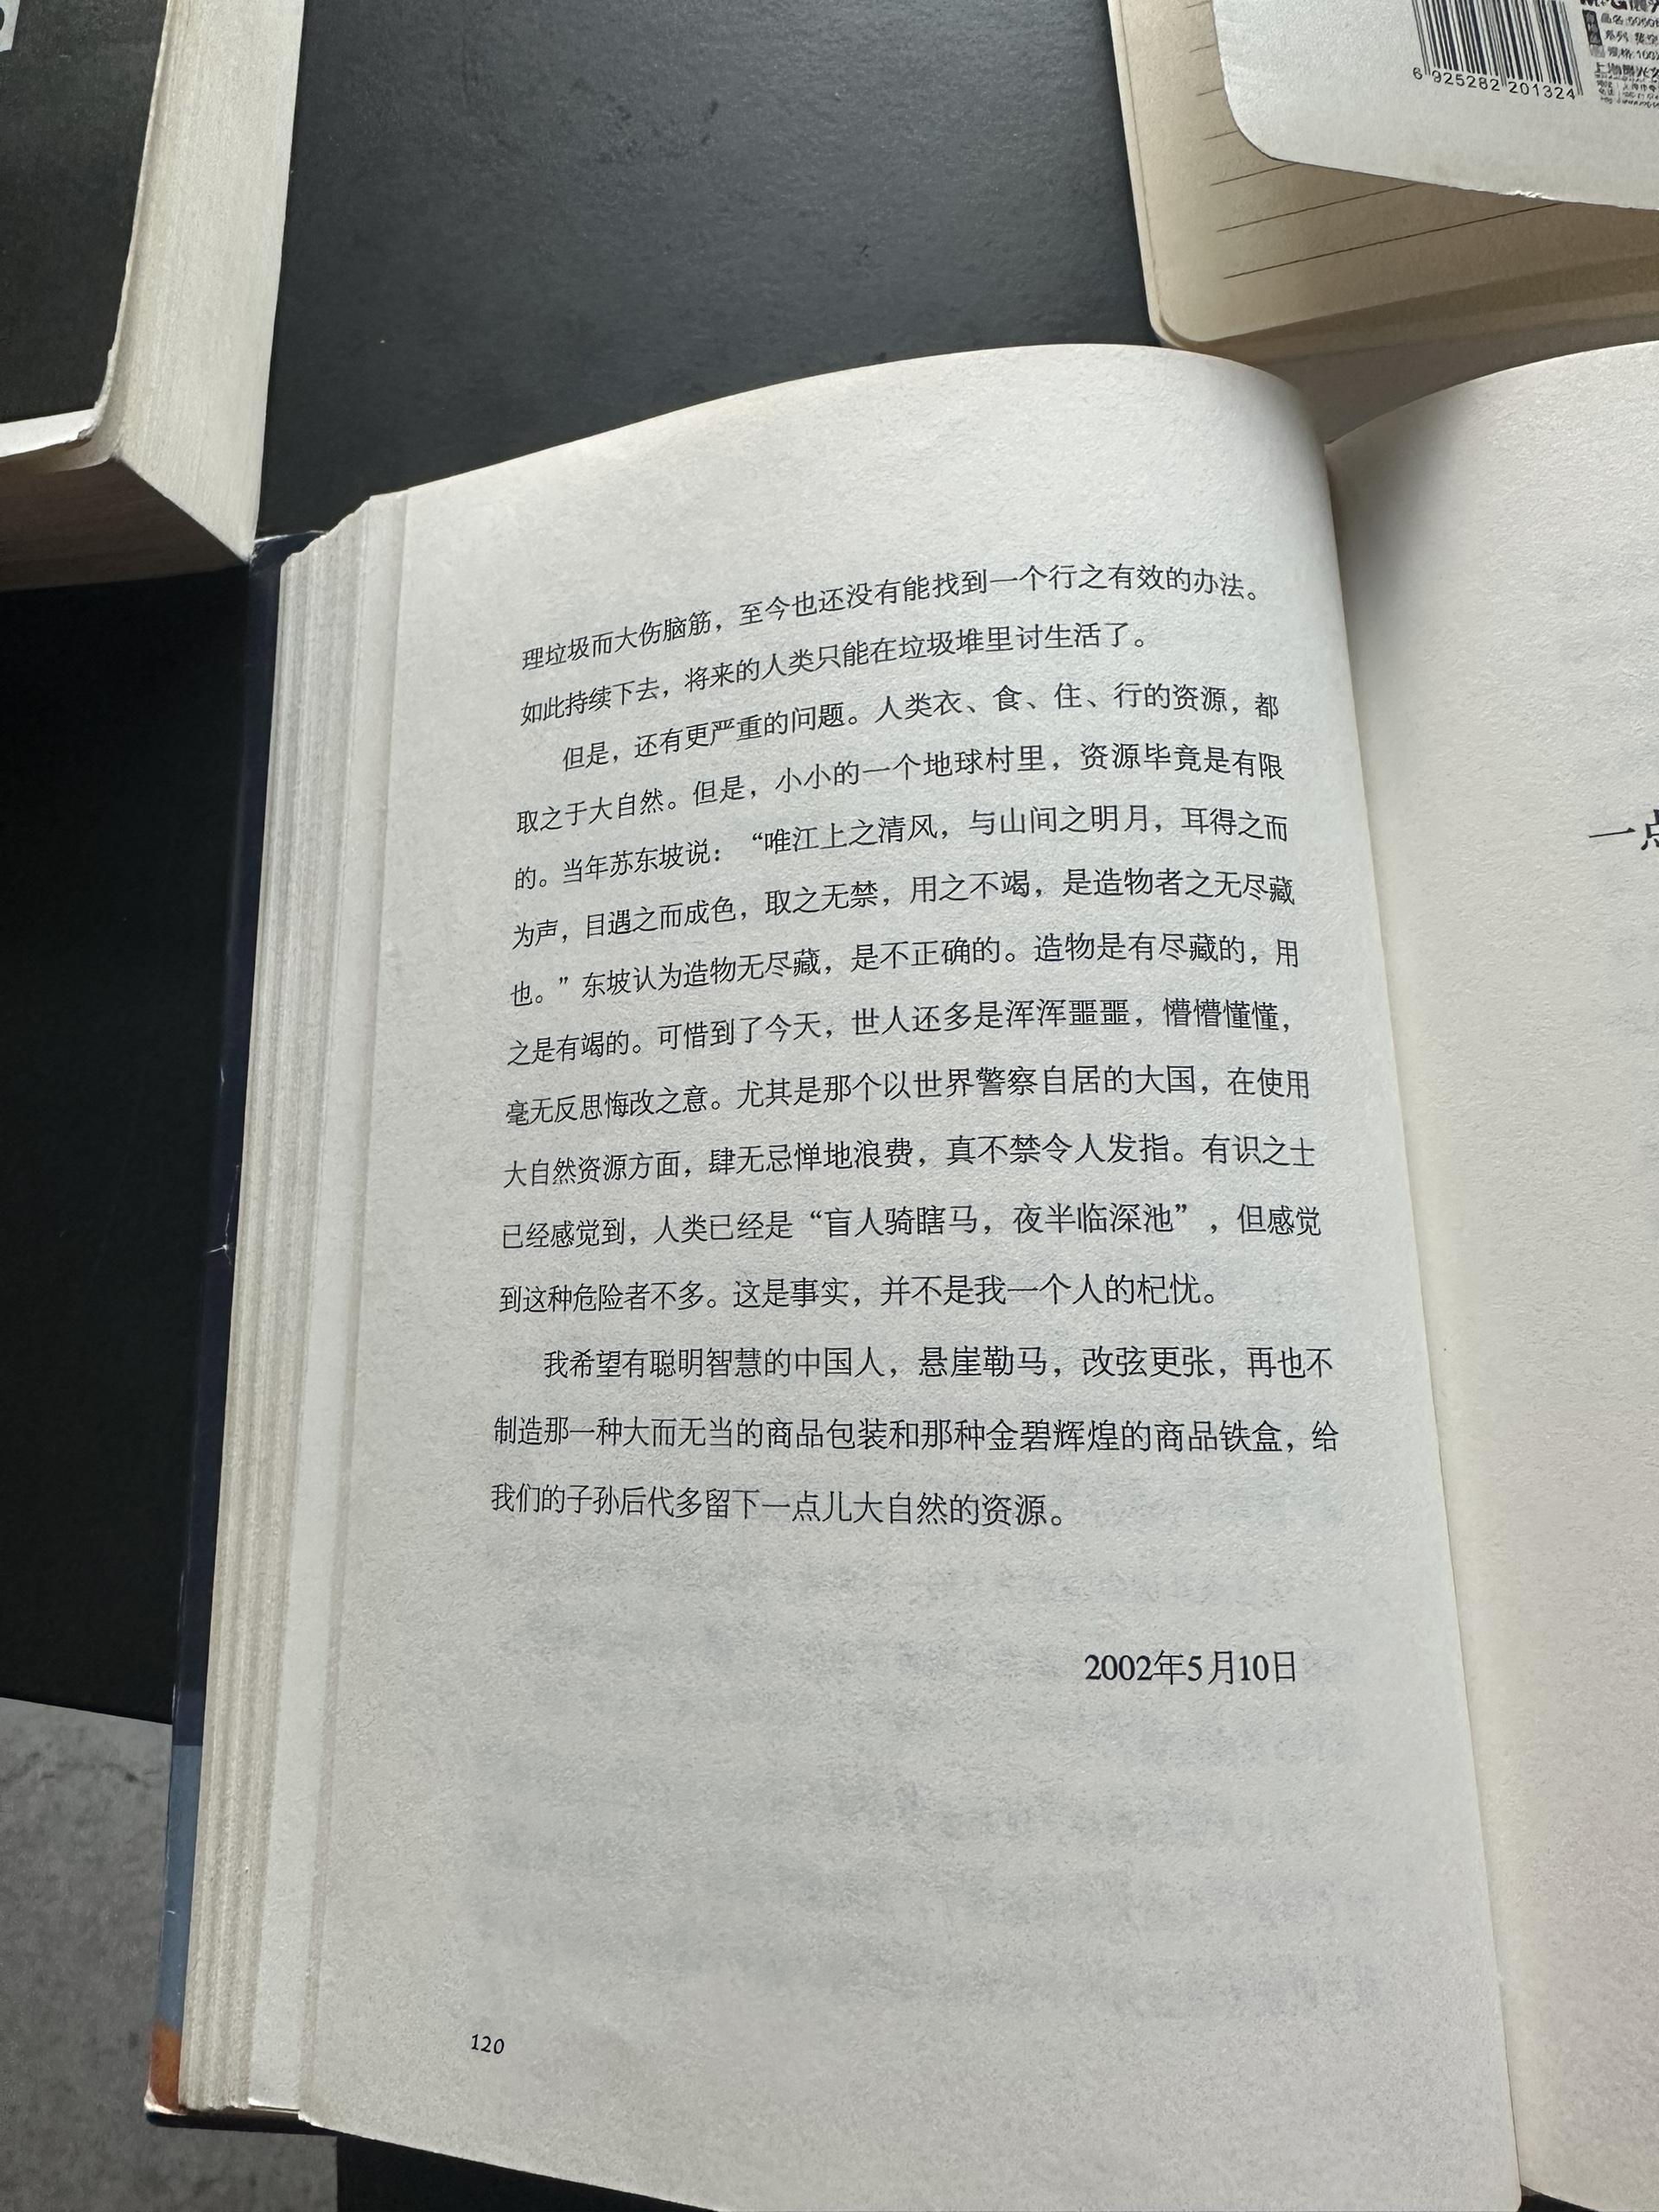 6 925282 201324
理垃圾而大伤脑筋，至今也还没有能找到一个行之有效的办法。
如此持续下去，将来的人类只能在垃圾堆里讨生活了。
但是，还有更严重的问题。人类衣、食、住、行的资源，都
取之于大自然。但是，小小的一个地球村里，资源毕竟是有限
的。当年苏东坡说：“唯江上之清风，与山间之明月，耳得之而
为声，目遇之而成色，取之无禁，用之不竭，是造物者之无尽藏
也。”东坡认为造物无尽藏，是不正确的。造物是有尽藏的，用
之是有竭的。可惜到了今天，世人还多是浑浑噩噩，懵懵懂懂，
毫无反思悔改之意。尤其是那个以世界警察自居的大国，在使用
大自然资源方面，肆无忌惮地浪费，真不禁令人发指。有识之士
已经感觉到，人类已经是“盲人骑瞎马，夜半临深池”，但感觉
到这种危险者不多。这是事实，并不是我一个人的杞忧。
我希望有聪明智慧的中国人，悬崖勒马，改弦更张，再也不
制造那一种大而无当的商品包装和那种金碧辉煌的商品铁盒，给
我们的子孙后代多留下一点儿大自然的资源。
2002年5月10日
120
一点